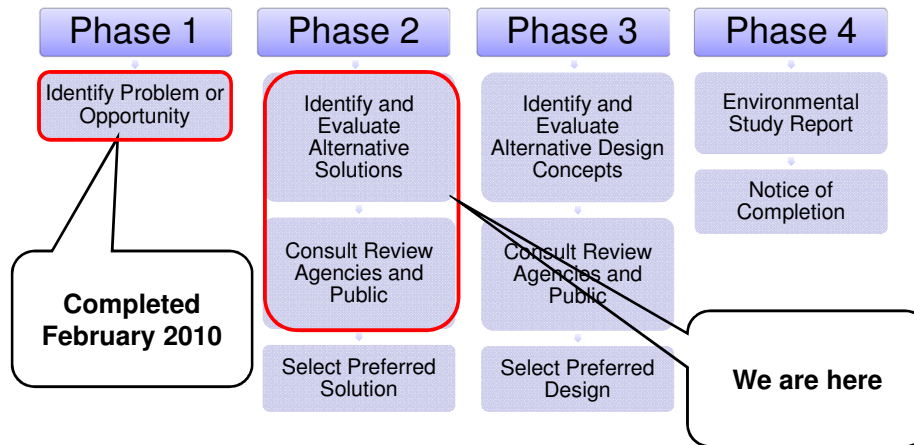 Phase 1
Identify Problem or
Opportunity
Completed
February 2010
Phase 2
Identify and
Evaluate
Alternative
Solutions
Consult Review
Agencies and
Public
Select Preferred
Solution
Phase 3
Identify and
Evaluate
Alternative Design
Concepts
Consult Review
Agencies and
Public
Select Preferred
Design
Phase 4
Environmental
Study Report
Notice of
Completion
We are here